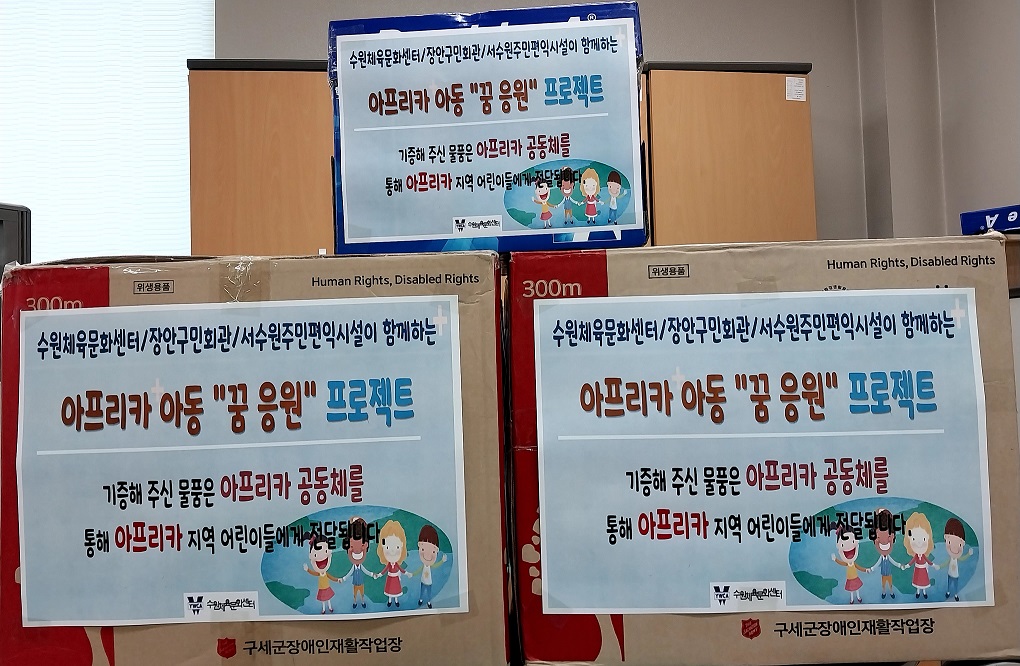 수원체육문화센터/장안구민회관/서수원주민편익시설이 함께하는
아프리카 아동 "꿈 응원" 프로젝트
기증해 주신 물품은 아프리카 공동체를
통해 아프리카 지역 어린이들에게 전달됩니다
YWCA 수원체육문화센터
e A
®
300m
위생용품
Human Rights, Disabled Rights
수원체육문화센터/장안구민회관/서수원주민편익시설이 함께하는
아프리카 아동 "꿈 응원" 프로젝트
기증해 주신 물품은 아프리카 공동체를
통해 아프리카 지역 어린이들에게 전달됩니다
YWCA 수원체육문화센터
구세군장애인재활작업장
300m
위생용품
Human Rights, Disabled Rights
수원체육문화센터/장안구민회관/서수원주민편익시설이 함께하는
아프리카 아동 "꿈 응원" 프로젝트
기증해 주신 물품은 아프리카 공동체를
통해 아프리카 지역 어린이들에게 전달됩니다
YWCA 수원체육문화센터
구세군장애인재활작업장